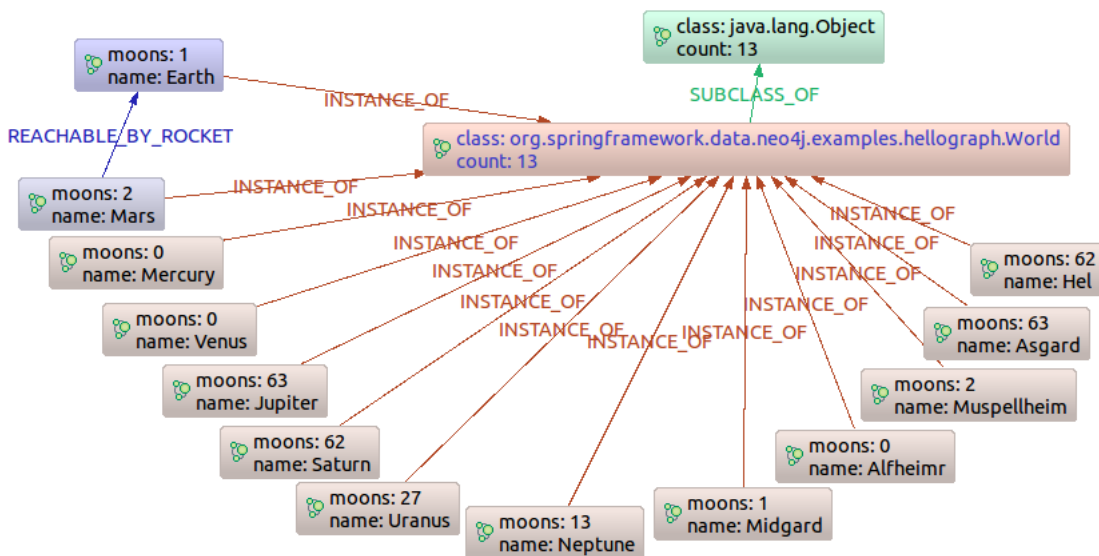 class: java.lang.Object
count: 13
moons: 1
name: Earth
INSTANCE_OF
SUBCLASS_OF
REACHABLE_BY_ROCKET
class: org.springframework.data.neo4j.examples.hellograph.World
count: 13
moons: 2
name: Mars
INSTANCE_OF
INSTANCE_OF
INSTANCE_OF
moons: 0
name: Mercury
INSTANCE_OF
INSTANCE_OF
moons: 62
name: Hel
INSTANCE_OF
INSTANCE_OF
INSTANCE_OF
INSTANCE_OF
moons: 0
name: Venus
INSTANCE_OF
INSTANCE_OF
INSTANCE_OF
moons: 63
name: Asgard
moons: 63
name: Jupiter
moons: 2
name: Muspellheim
moons: 62
name: Saturn
moons: 0
name: Alfheimr
moons: 27
name: Uranus
moons: 1
name: Midgard
moons: 13
name: Neptune